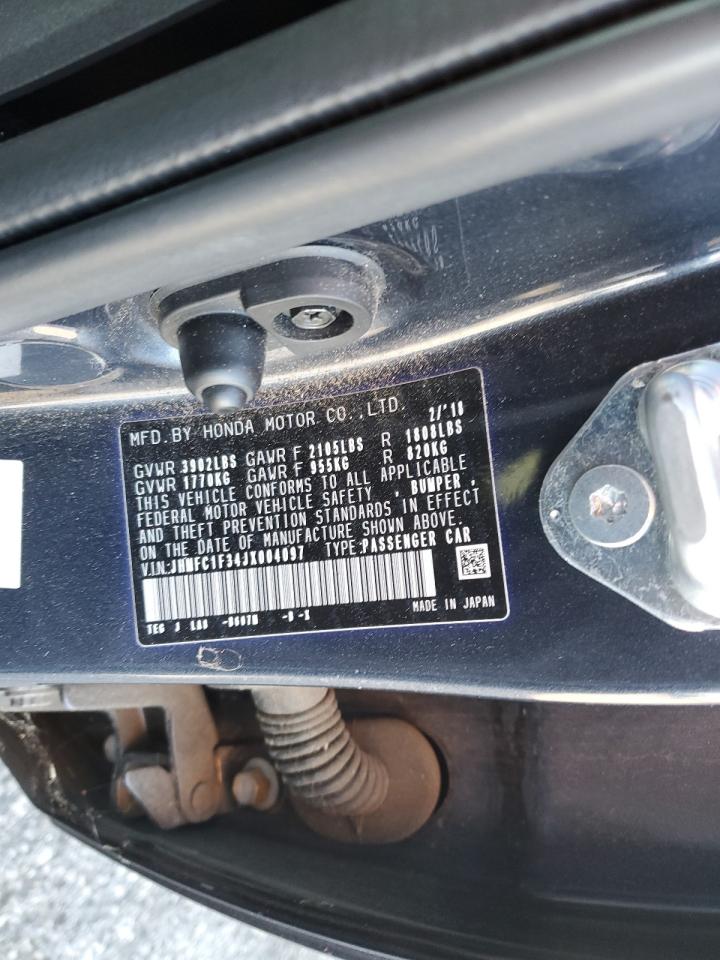 MFD. BY HONDA MOTOR CO., LTD. 2/'18
GVWR 3902LBS GAWR F 2105LBS R 1808LBS
GVWR 1770KG GAWR F 955KG R 820KG
THIS VEHICLE CONFORMS TO ALL APPLICABLE
FEDERAL MOTOR VEHICLE SAFETY , BUMPER ,
AND THEFT PREVENTION STANDARDS IN EFFECT
ON THE DATE OF MANUFACTURE SHOWN ABOVE.
V.I.N.:JHMFC1F34JX004097 TYPE:PASSENGER CAR
MADE IN JAPAN